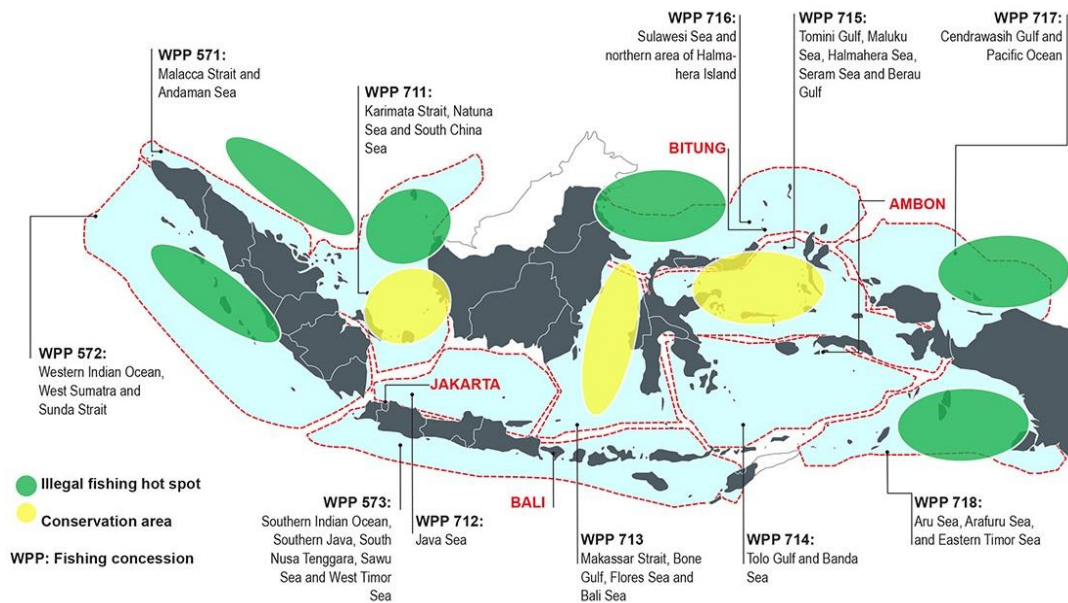 WPP 571:
Malacca Strait and
Andaman Sea
WPP 711:
Karimata Strait, Natuna
Sea and South China
Sea
WPP 716:
Sulawesi Sea and
northern area of Halma-
hera Island
WPP 715:
Tomini Gulf, Maluku
Sea, Halmahera Sea,
Seram Sea and Berau
Gulf
WPP 717:
Cendrawasih Gulf and
Pacific Ocean
BITUNG
AMBON
WPP 572:
Western Indian Ocean,
West Sumatra and
Sunda Strait
JAKARTA
BALI
Illegal fishing hot spot
Conservation area
WPP: Fishing concession
WPP 573:
Southern Indian Ocean,
Southern Java, South
Nusa Tenggara, Sawu
Sea and West Timor
Sea
WPP 712:
Java Sea
WPP 713
Makassar Strait, Bone
Gulf, Flores Sea and
Bali Sea
WPP 714:
Tolo Gulf and Banda
Sea
WPP 718:
Aru Sea, Arafuru Sea,
and Eastern Timor Sea